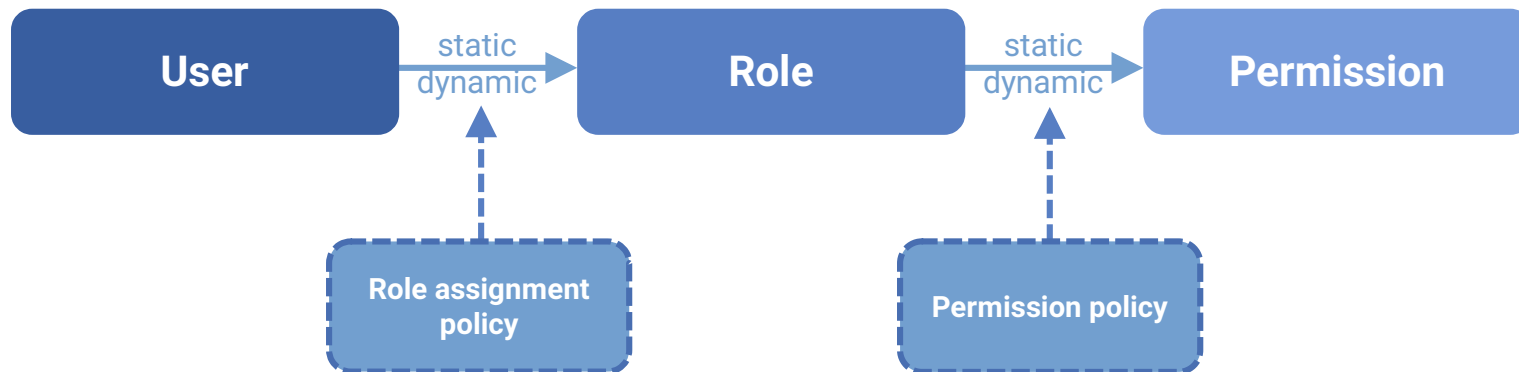 User
static
dynamic
Role
static
dynamic
Permission
Role assignment
policy
Permission policy